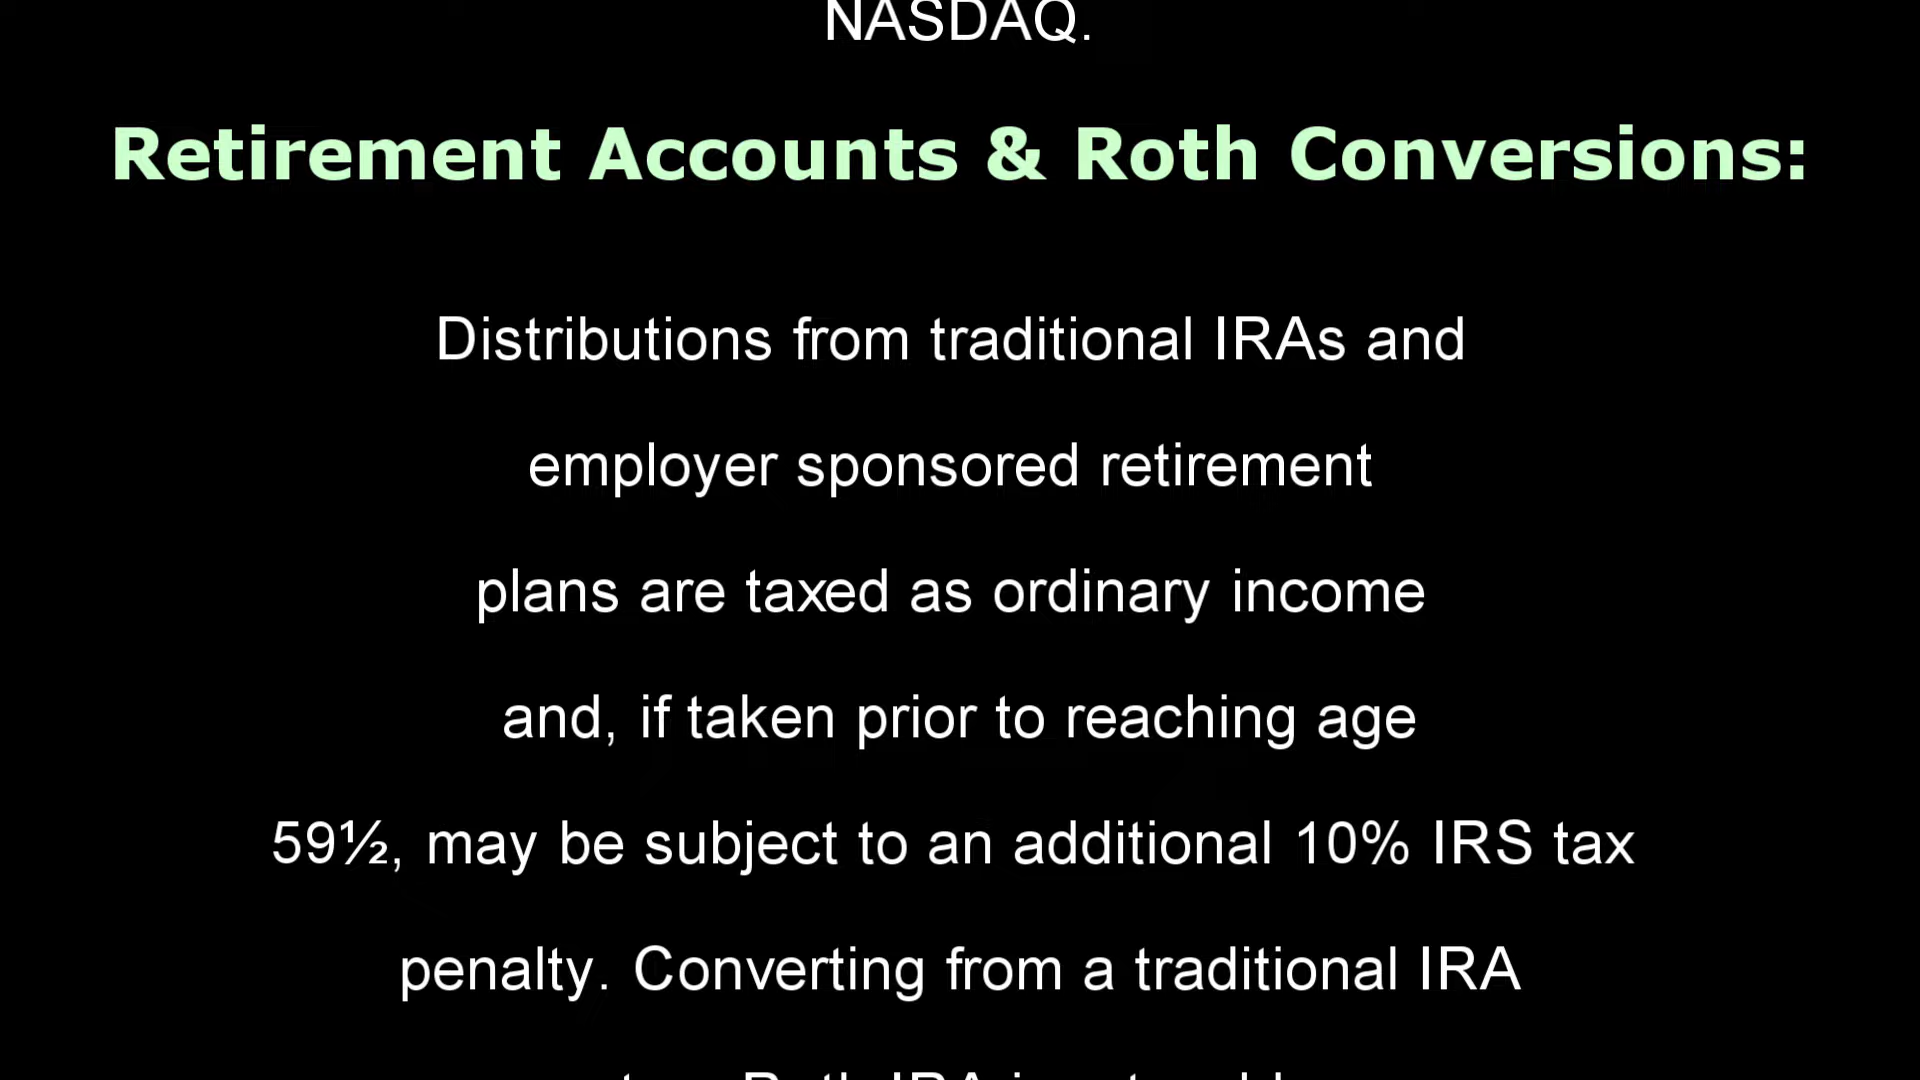 NASDAQ.
Retirement Accounts & Roth Conversions:
Distributions from traditional IRAs and
employer sponsored retirement
plans are taxed as ordinary income
and, if taken prior to reaching age
59½, may be subject to an additional 10% IRS tax
penalty. Converting from a traditional IRA